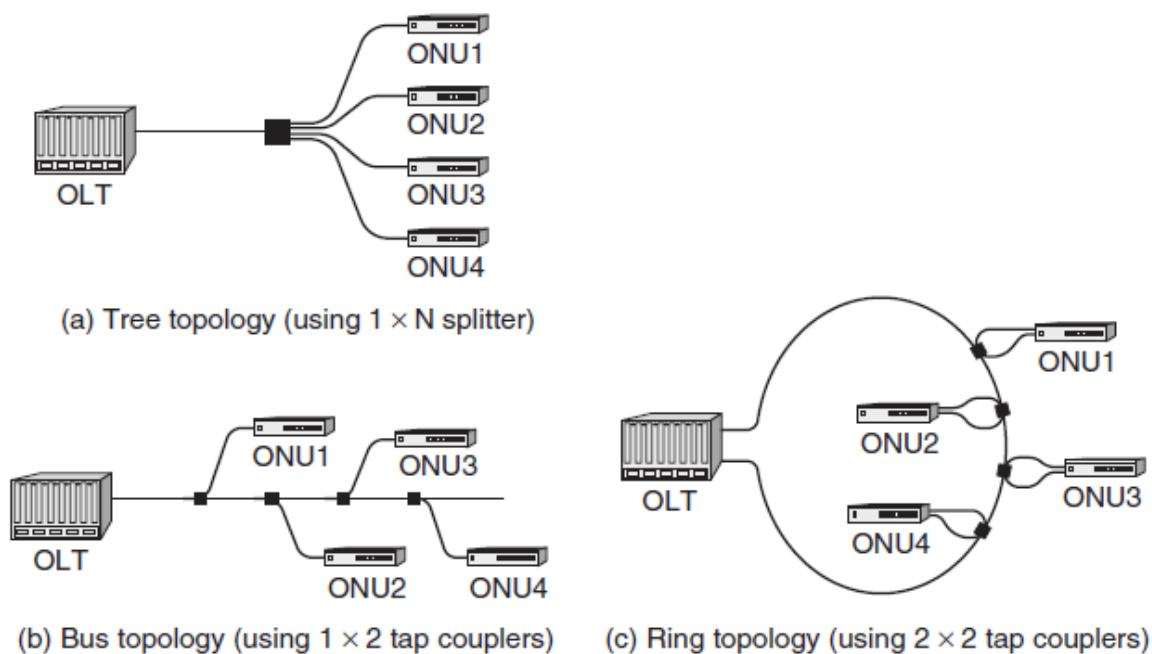 ONU1
ONU2
OLT
ONU3
ONU4
(a) Tree topology (using 1 × N splitter)
ONU1
ONU3
OLT
ONU2
ONU4
(b) Bus topology (using 1 × 2 tap couplers)
ONU1
ONU2
OLT
ONU3
ONU4
(c) Ring topology (using 2 × 2 tap couplers)